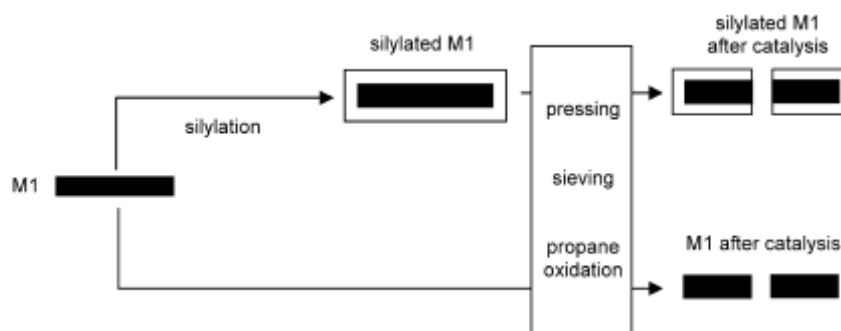 silylated M1
after catalysis
silylated M1
pressing
silylation
sieving
M1
M1 after catalysis
propane
oxidation